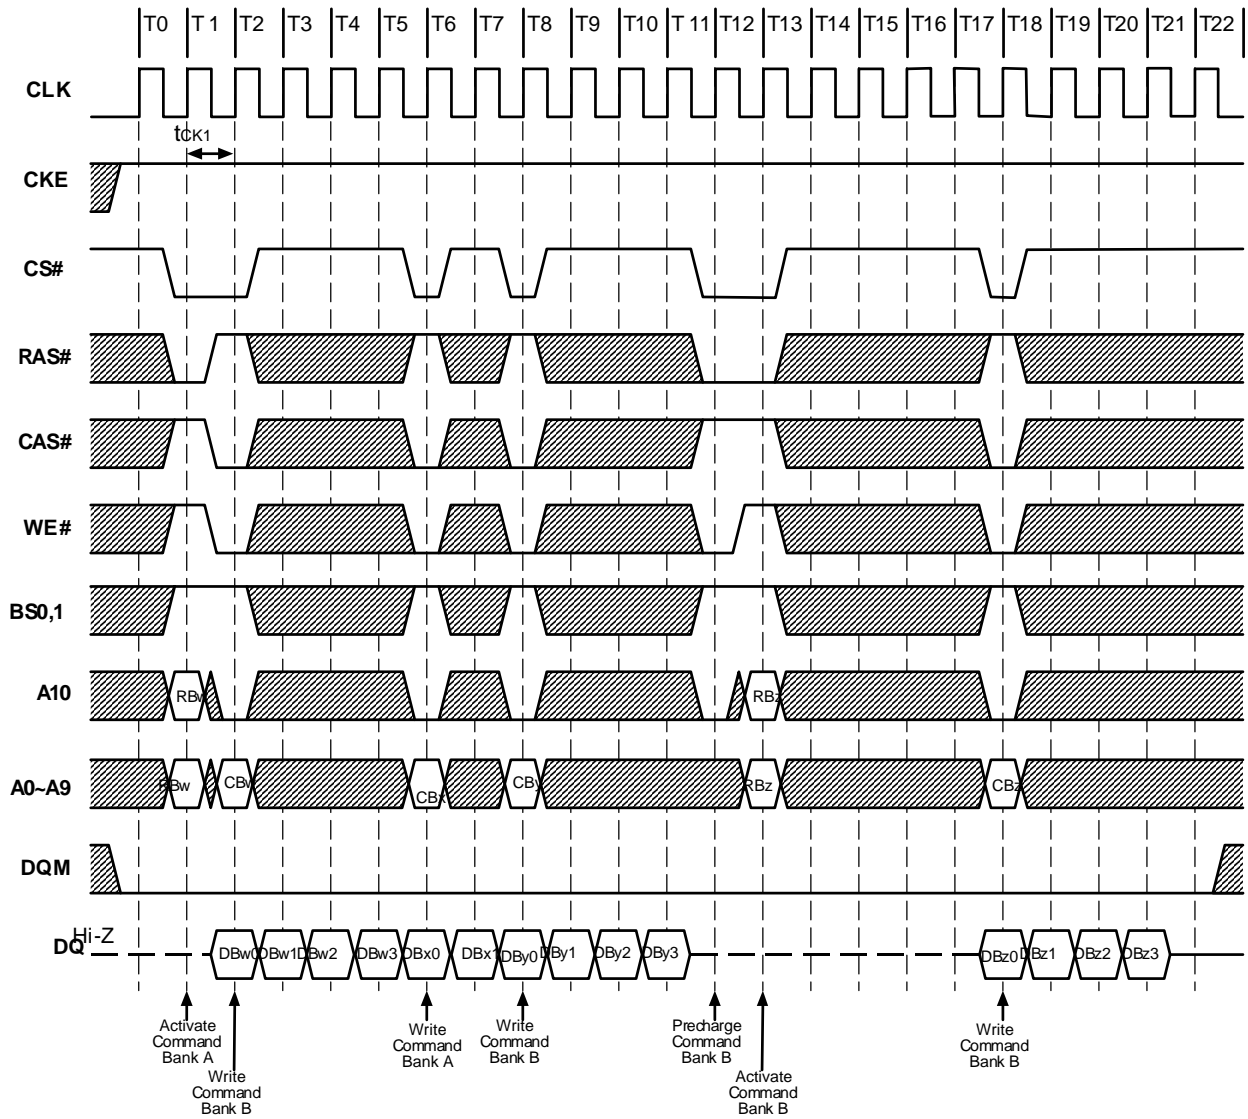 T0 T 1 T2 T3 T4 T5 T6 T7 T8 T9 T10 T 11 T12 T13 T14 T15 T16 T17 T18 T19 T20 T21 T22
CLK
tCK1
CKE
CS#
RAS#
CAS#
WE#
BS0,1
A10 RBw RBz
A0~A9 RBw CBw CBx CBy RBz CBz
DQM
Hi-Z
DQ DBw0 DBw1 DBw2 DBw3 DBx0 DBx1 DBy0 DBy1 DBy2 DBy3 DBz0 DBz1 DBz2 DBz3
Activate
Command
Bank A
Write
Command
Bank B
Write
Command
Bank A
Write
Command
Bank B
Precharge
Command
Bank B
Activate
Command
Bank B
Write
Command
Bank B